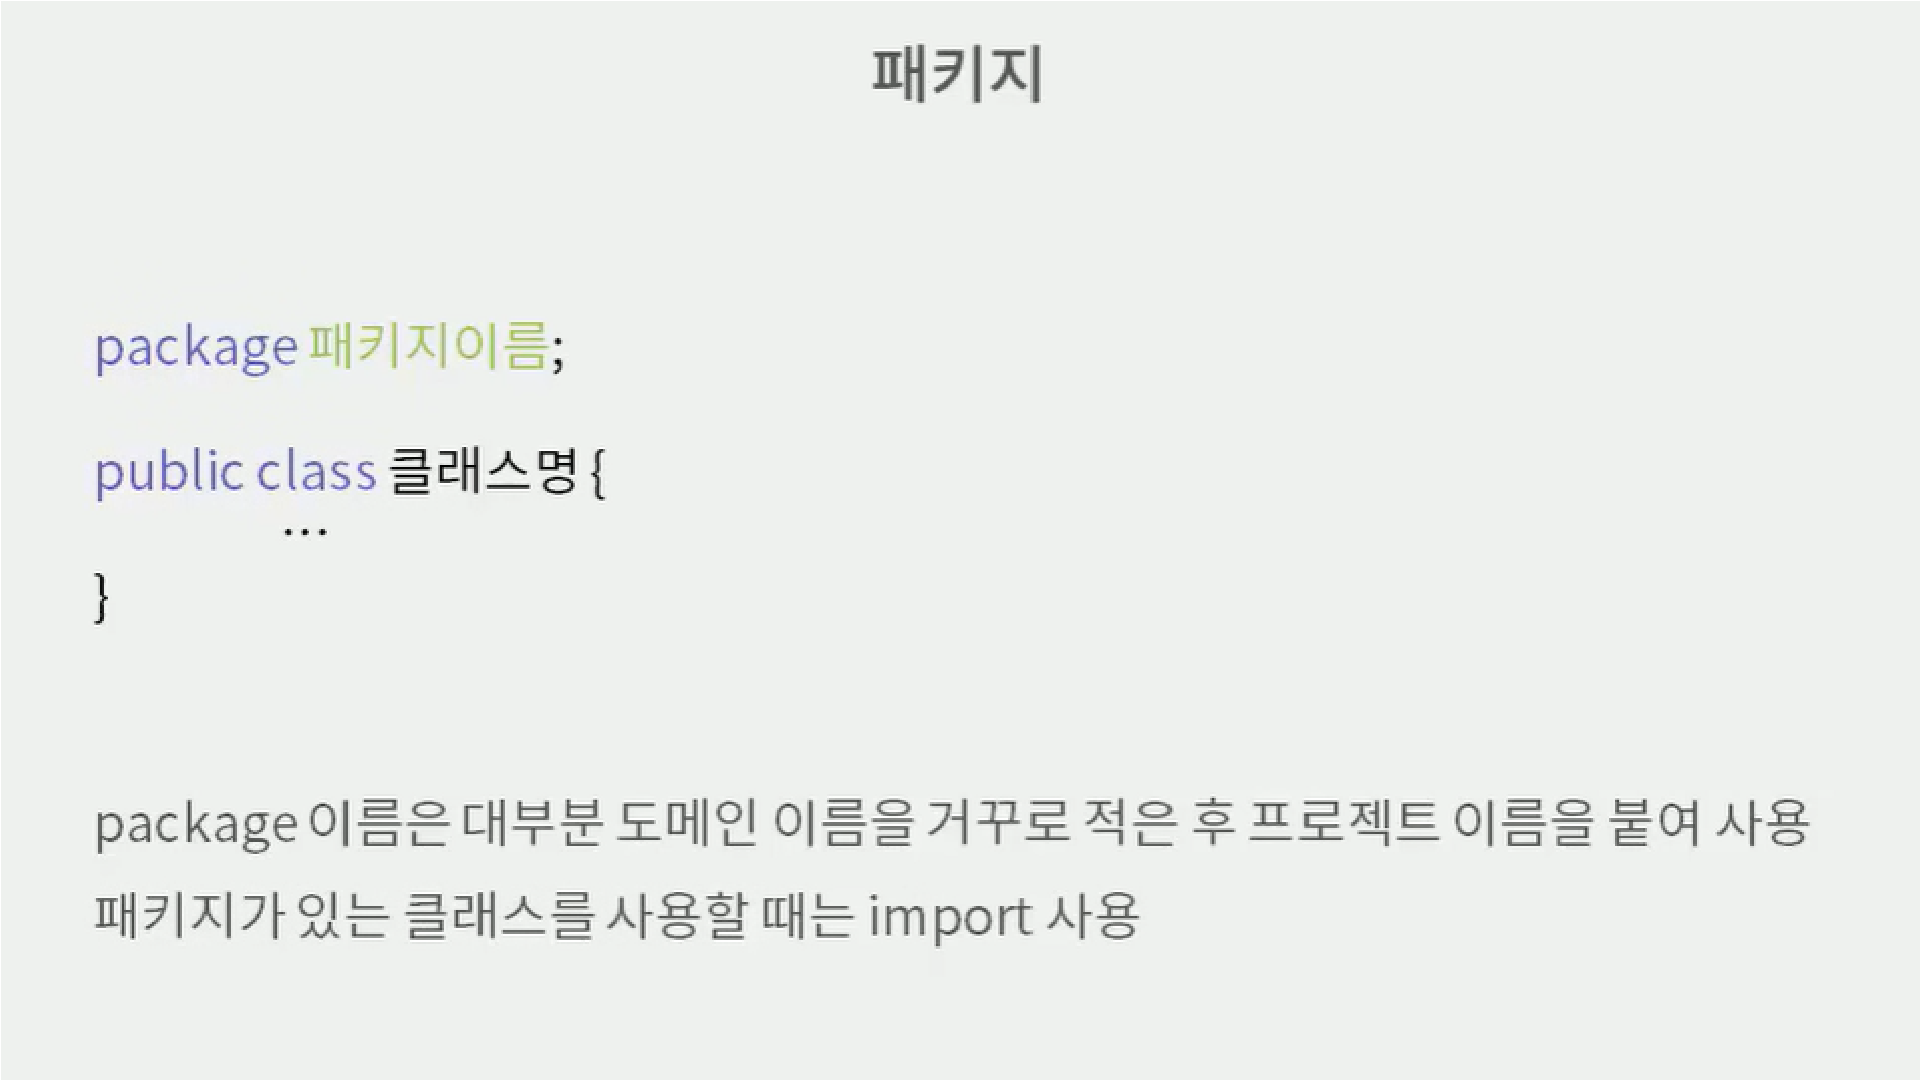 패키지
package 패키지이름;
public class 클래스명 {
...
}
package 이름은 대부분 도메인 이름을 거꾸로 적은 후 프로젝트 이름을 붙여 사용
패키지가 있는 클래스를 사용할 때는 import 사용